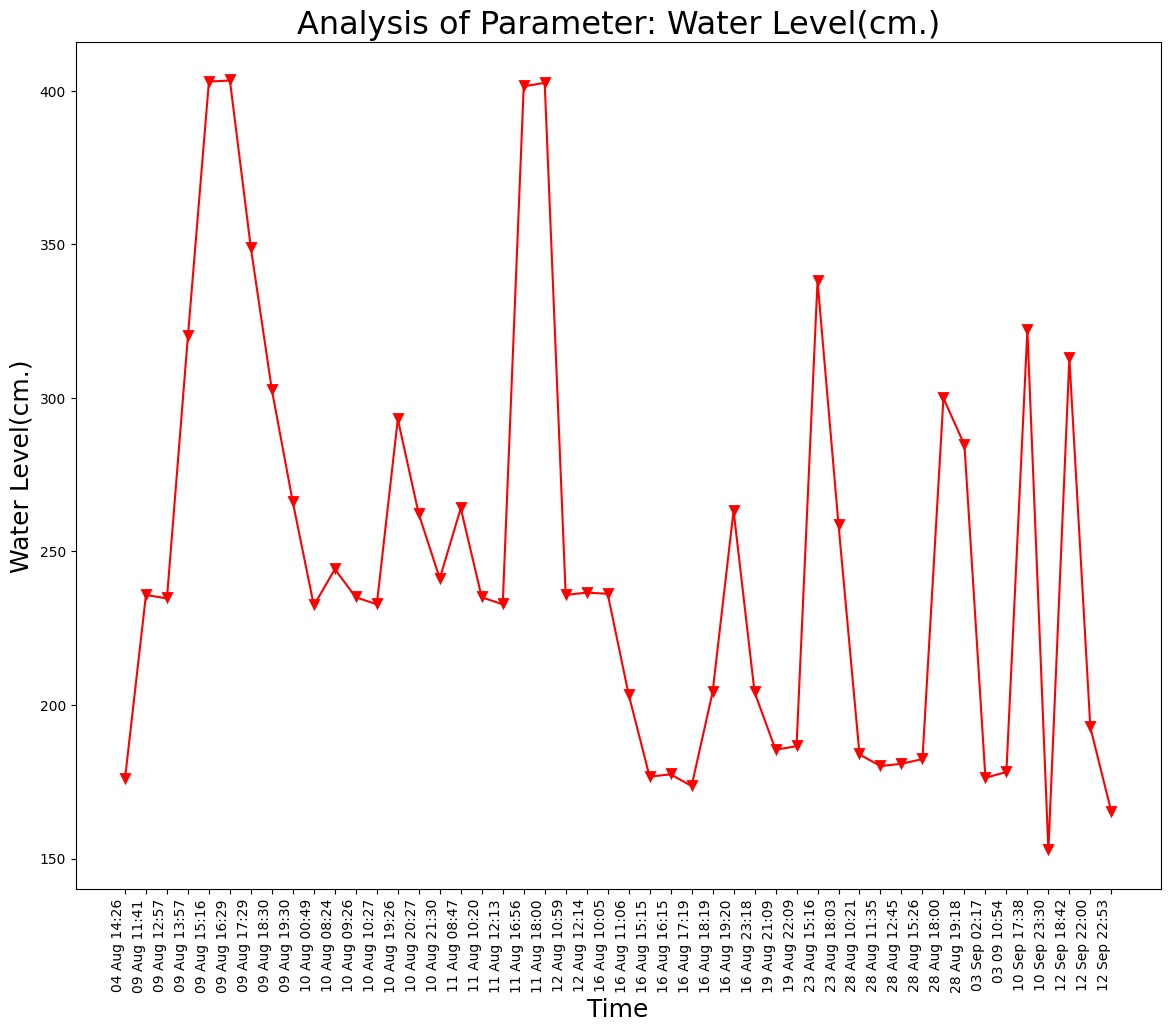 Analysis of Parameter: Water Level(cm.)
Water Level(cm.)
400
350
300
250
200
150
04 Aug 14:26
09 Aug 11:41
09 Aug 12:57
09 Aug 13:57
09 Aug 15:16
09 Aug 16:29
09 Aug 17:29
09 Aug 18:30
09 Aug 19:30
10 Aug 00:49
10 Aug 08:24
10 Aug 09:26
10 Aug 10:27
10 Aug 19:26
10 Aug 20:27
10 Aug 21:30
11 Aug 08:47
11 Aug 10:20
11 Aug 12:13
11 Aug 16:56
11 Aug 18:00
12 Aug 10:59
12 Aug 12:14
16 Aug 10:05
16 Aug 11:06
16 Aug 15:15
16 Aug 16:15
16 Aug 17:19
16 Aug 18:19
16 Aug 19:20
16 Aug 23:18
19 Aug 21:09
19 Aug 22:09
23 Aug 15:16
23 Aug 18:03
28 Aug 10:21
28 Aug 11:35
28 Aug 12:45
28 Aug 15:26
28 Aug 18:00
28 Aug 19:18
03 Sep 02:17
03 09 10:54
10 Sep 17:38
10 Sep 23:30
12 Sep 18:42
12 Sep 22:00
12 Sep 22:53
Time